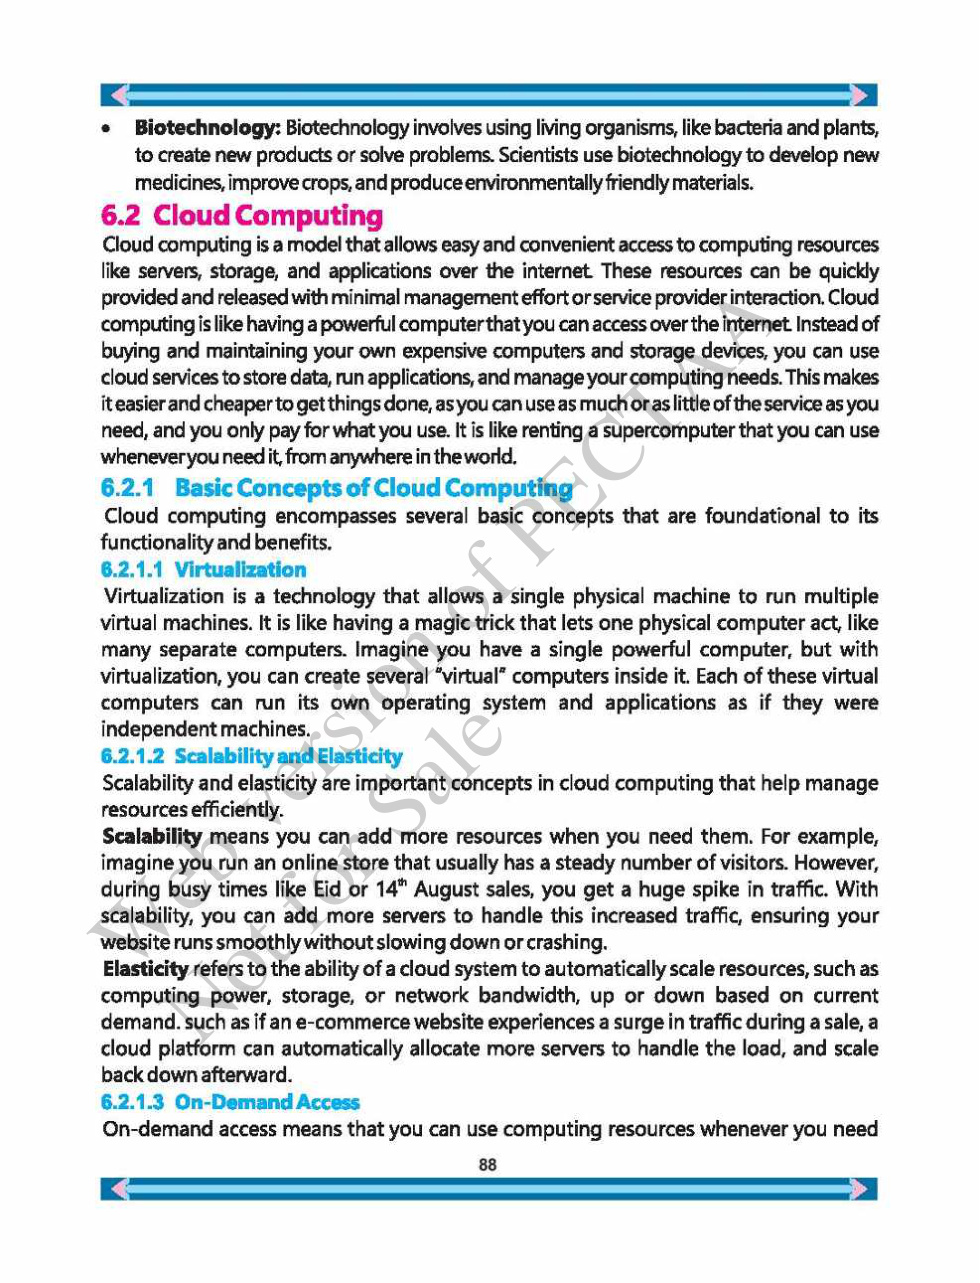 • Biotechnology: Biotechnology involves using living organisms, like bacteria and plants,
to create new products or solve problems. Scientists use biotechnology to develop new
medicines, improve crops, and produce environmentally friendly materials.
6.2 Cloud Computing
Cloud computing is a model that allows easy and convenient access to computing resources
like servers, storage, and applications over the internet. These resources can be quickly
provided and released with minimal management effort or service provider interaction. Cloud
computing is like having a powerful computer that you can access over the internet. Instead of
buying and maintaining your own expensive computers and storage devices, you can use
cloud services to store data, run applications, and manage your computing needs. This makes
it easier and cheaper to get things done, as you can use as much or as little of the service as you
need, and you only pay for what you use. It is like renting a supercomputer that you can use
whenever you need it, from anywhere in the world.
6.2.1 Basic Concepts of Cloud Computing
Cloud computing encompasses several basic concepts that are foundational to its
functionality and benefits.
6.2.1.1 Virtualization
Virtualization is a technology that allows a single physical machine to run multiple
virtual machines. It is like having a magic trick that lets one physical computer act, like
many separate computers. Imagine you have a single powerful computer, but with
virtualization, you can create several "virtual" computers inside it. Each of these virtual
computers can run its own operating system and applications as if they were
independent machines.
6.2.1.2 Scalability and Elasticity
Scalability and elasticity are important concepts in cloud computing that help manage
resources efficiently.
Scalability means you can add more resources when you need them. For example,
imagine you run an online store that usually has a steady number of visitors. However,
during busy times like Eid or 14th August sales, you get a huge spike in traffic. With
scalability, you can add more servers to handle this increased traffic, ensuring your
website runs smoothly without slowing down or crashing.
Elasticity refers to the ability of a cloud system to automatically scale resources, such as
computing power, storage, or network bandwidth, up or down based on current
demand. such as if an e-commerce website experiences a surge in traffic during a sale, a
cloud platform can automatically allocate more servers to handle the load, and scale
back down afterward.
6.2.1.3 On-Demand Access
On-demand access means that you can use computing resources whenever you need
88
Web version of PECTAA
Not for Sale